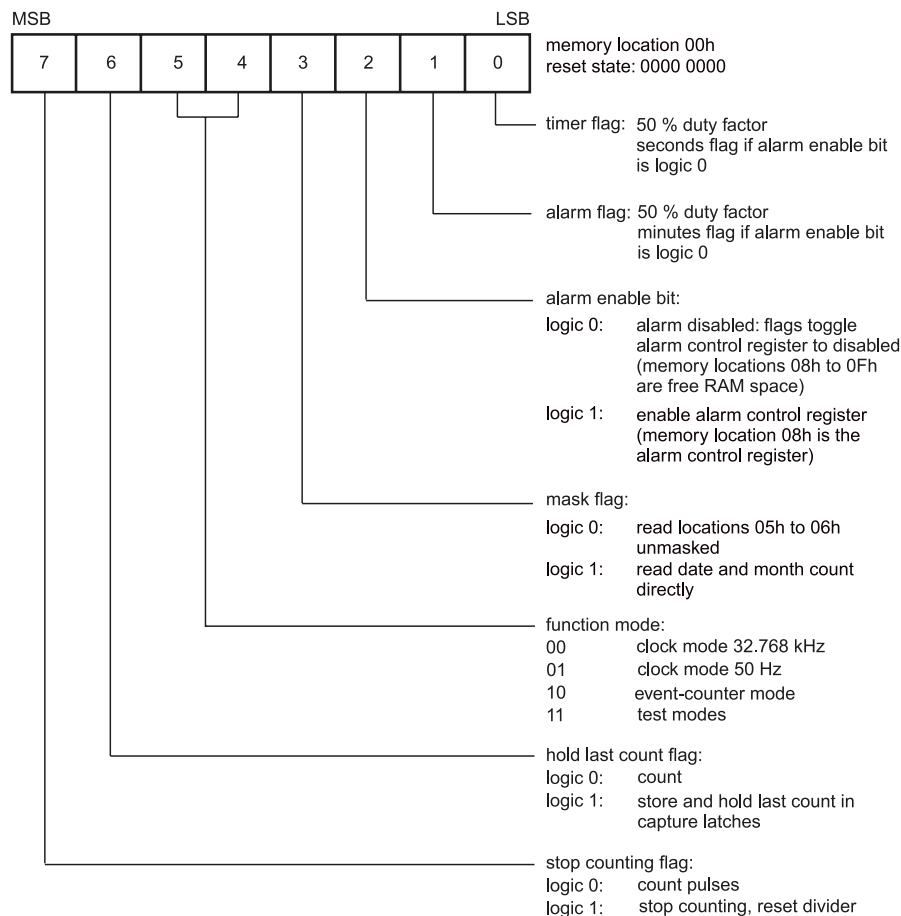 MSB LSB
7 6 5 4 3 2 1 0
memory location 00h
reset state: 0000 0000
timer flag: 50 % duty factor
seconds flag if alarm enable bit
is logic 0
alarm flag: 50 % duty factor
minutes flag if alarm enable bit
is logic 0
alarm enable bit:
logic 0: alarm disabled: flags toggle
alarm control register to disabled
(memory locations 08h to 0Fh
are free RAM space)
logic 1: enable alarm control register
(memory location 08h is the
alarm control register)
mask flag:
logic 0: read locations 05h to 06h
unmasked
logic 1: read date and month count
directly
function mode:
00 clock mode 32.768 kHz
01 clock mode 50 Hz
10 event-counter mode
11 test modes
hold last count flag:
logic 0: count
logic 1: store and hold last count in
capture latches
stop counting flag:
logic 0: count pulses
logic 1: stop counting, reset divider